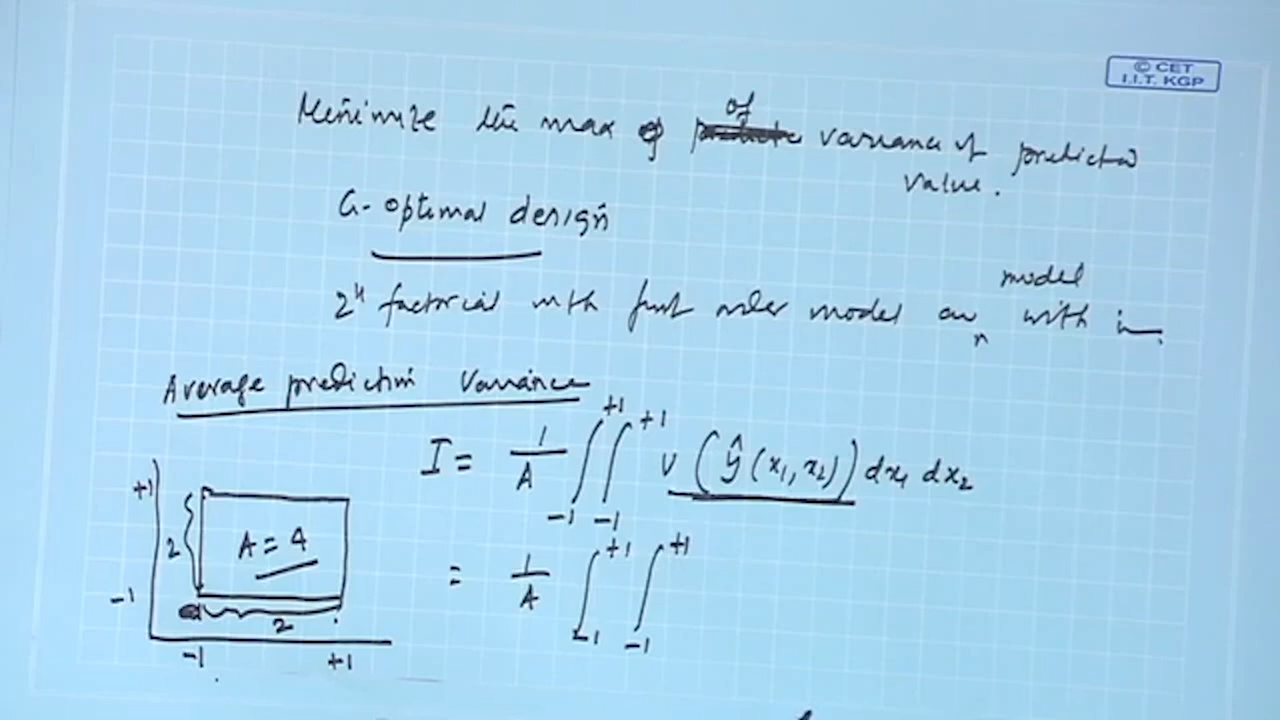 © CET
I.I.T. KGP
Minimize the max of variance of predicted
value.
G-optimal design
2^k factorial with first order model or model with i
Average prediction Variance
I = 1/A ∫_{-1}^{+1} ∫_{-1}^{+1} V (ŷ(x₁, x₂)) dx₁ dx₂
+1
2
A = 4
= 1/A ∫_{-1}^{+1} ∫_{-1}^{+1}
-1
2
-1 +1